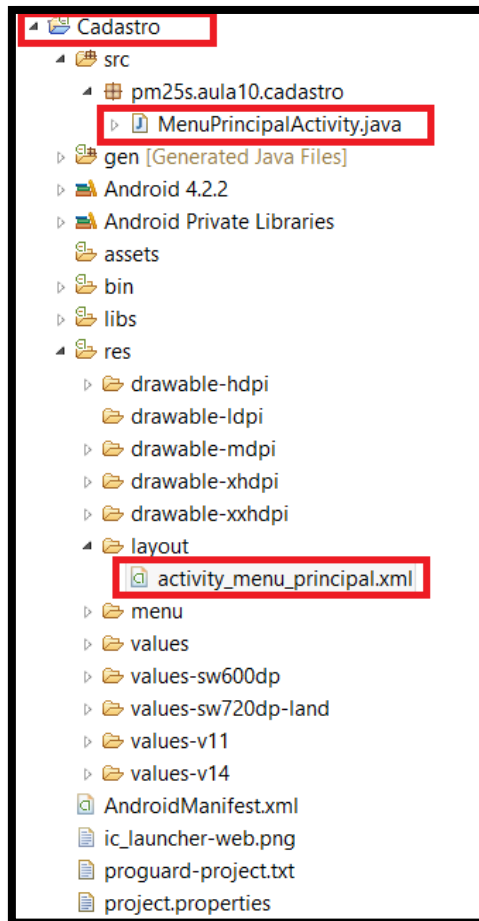 Cadastro
src
pm25s.aula10.cadastro
MenuPrincipalActivity.java
gen [Generated Java Files]
Android 4.2.2
Android Private Libraries
assets
bin
libs
res
drawable-hdpi
drawable-ldpi
drawable-mdpi
drawable-xhdpi
drawable-xxhdpi
layout
activity_menu_principal.xml
menu
values
values-sw600dp
values-sw720dp-land
values-v11
values-v14
AndroidManifest.xml
ic_launcher-web.png
proguard-project.txt
project.properties